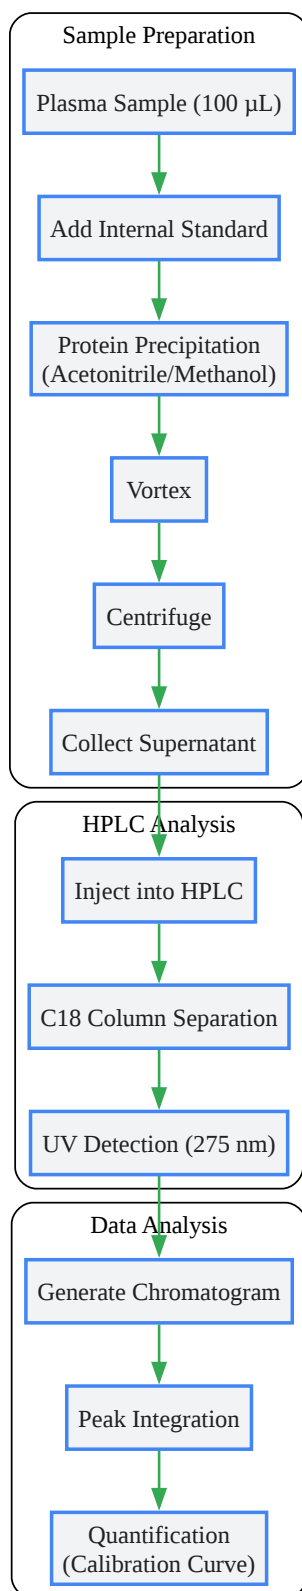 Sample Preparation
Plasma Sample (100 µL)
Add Internal Standard
Protein Precipitation
(Acetonitrile/Methanol)
Vortex
Centrifuge
Collect Supernatant
HPLC Analysis
Inject into HPLC
C18 Column Separation
UV Detection (275 nm)
Data Analysis
Generate Chromatogram
Peak Integration
Quantification
(Calibration Curve)